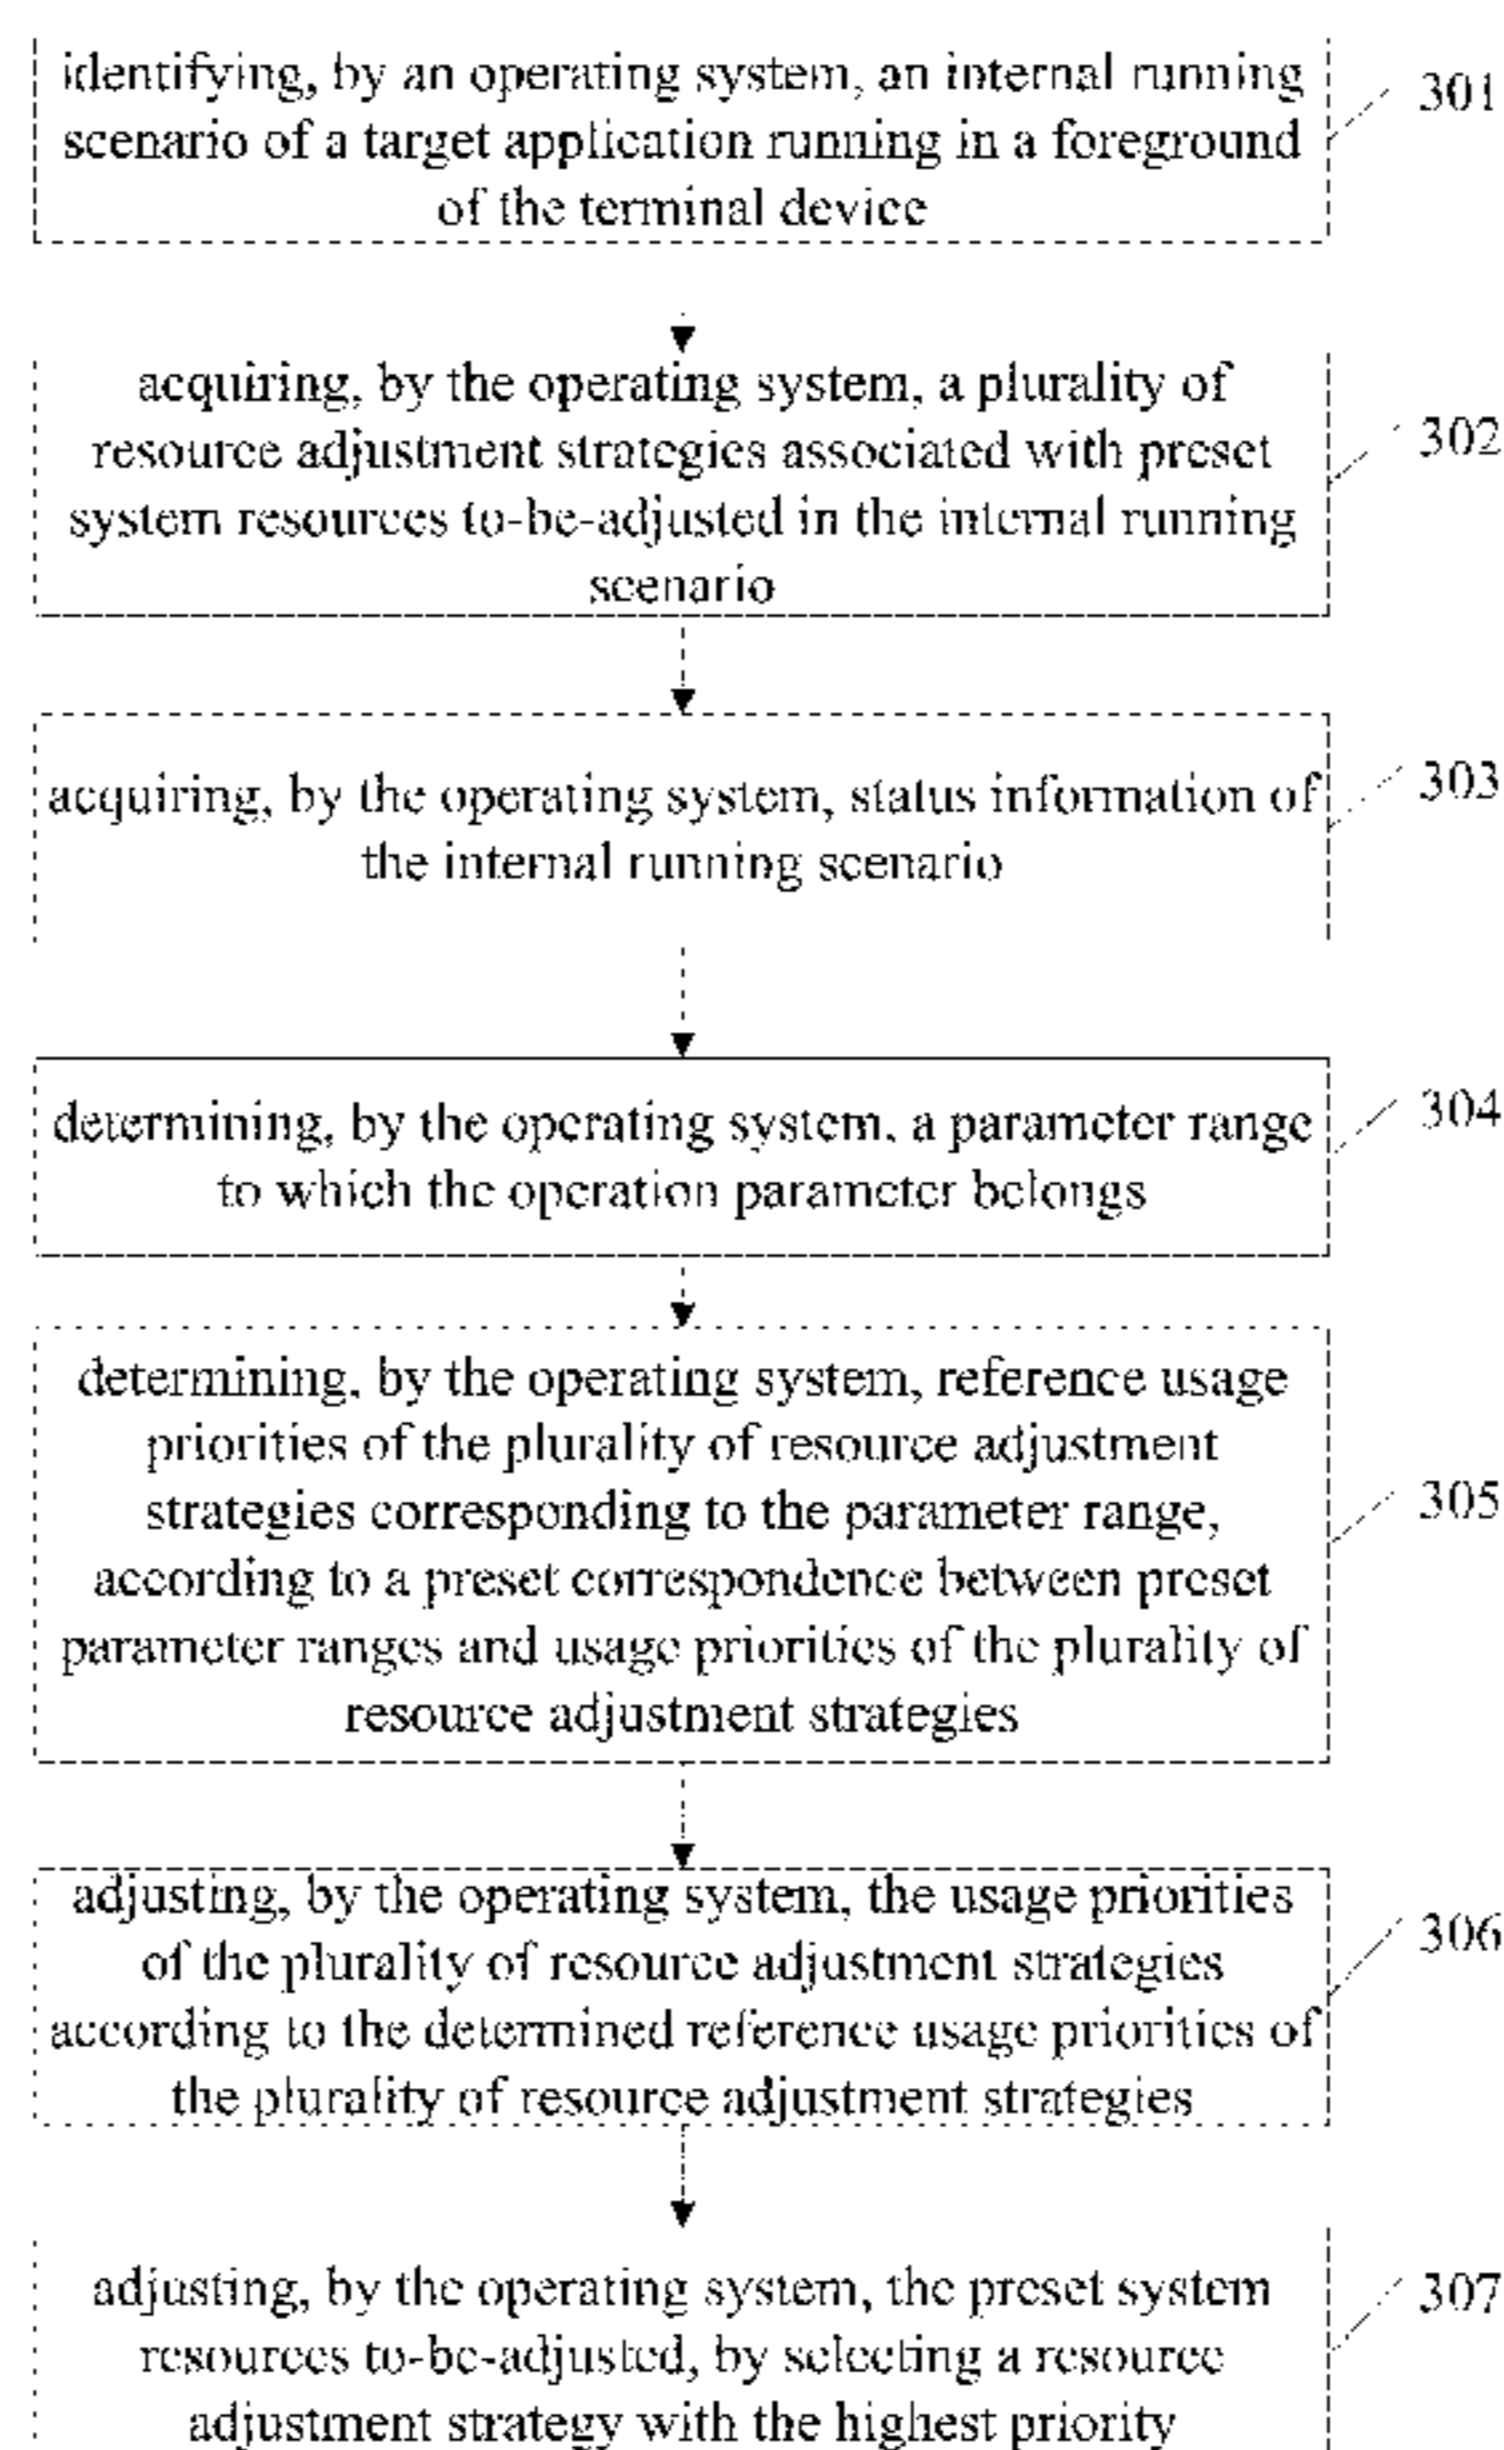 identifying, by an operating system, an internal running
scenario of a target application running in a foreground
of the terminal device
301
acquiring, by the operating system, a plurality of
resource adjustment strategies associated with preset
system resources to-be-adjusted in the internal running
scenario
302
acquiring, by the operating system, status information of
the internal running scenario
303
determining, by the operating system, a parameter range
to which the operation parameter belongs
304
determining, by the operating system, reference usage
priorities of the plurality of resource adjustment
strategies corresponding to the parameter range,
according to a preset correspondence between preset
parameter ranges and usage priorities of the plurality of
resource adjustment strategies
305
adjusting, by the operating system, the usage priorities
of the plurality of resource adjustment strategies
according to the determined reference usage priorities of
the plurality of resource adjustment strategies
306
adjusting, by the operating system, the preset system
resources to-be-adjusted, by selecting a resource
adjustment strategy with the highest priority
307